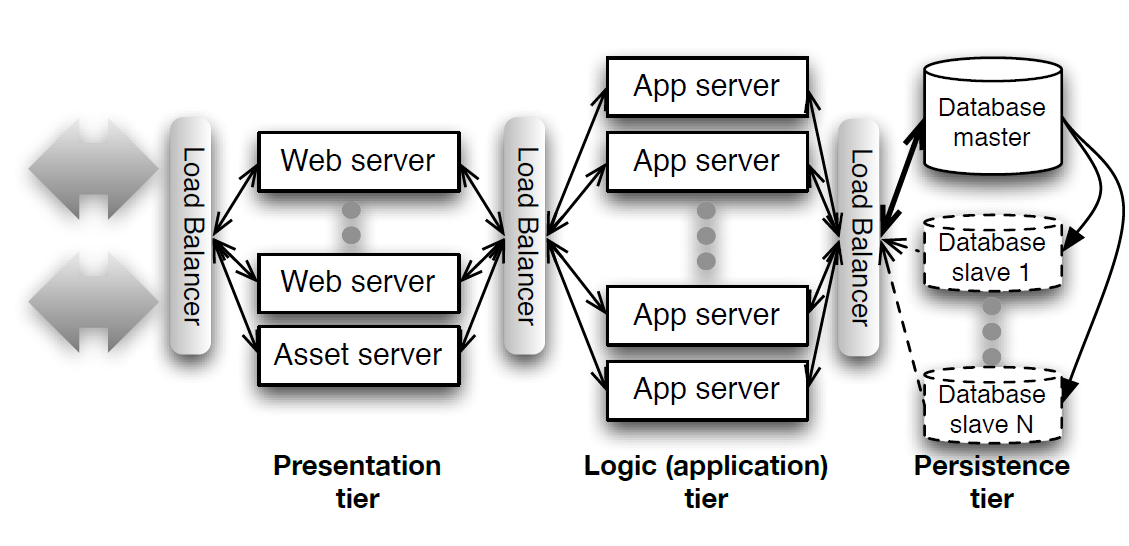 Load Balancer
Web server
Web server
Asset server
Presentation
tier
Load Balancer
App server
App server
App server
App server
Logic (application)
tier
Load Balancer
Database
master
Database
slave 1
Database
slave N
Persistence
tier